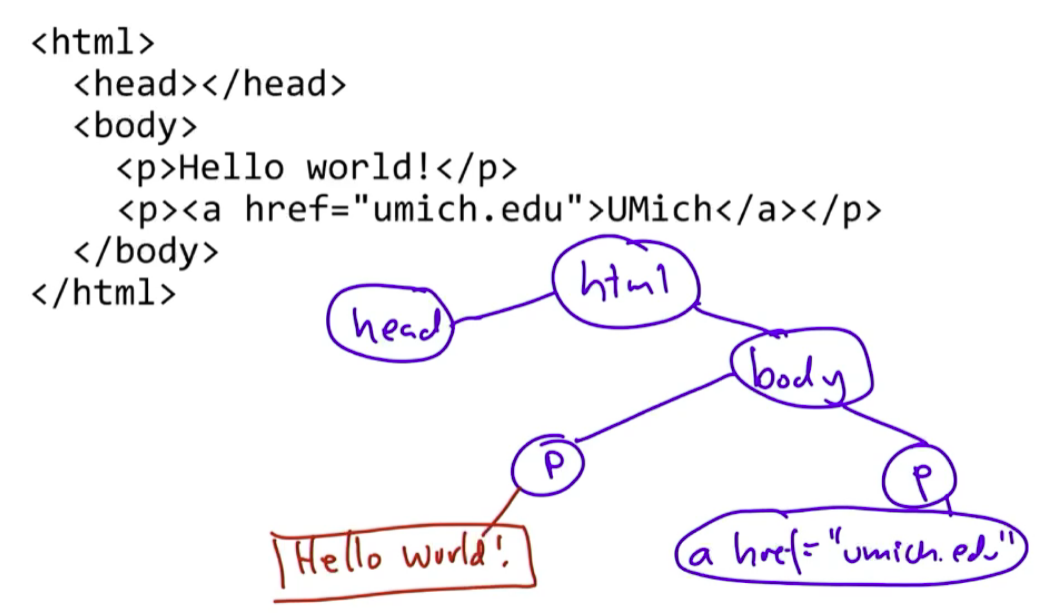 <html>
<head></head>
<body>
<p>Hello world!</p>
<p><a href="umich.edu">UMich</a></p>
</body>
</html>
html
head
body
p
p
Hello world!
a href="umich.edu"